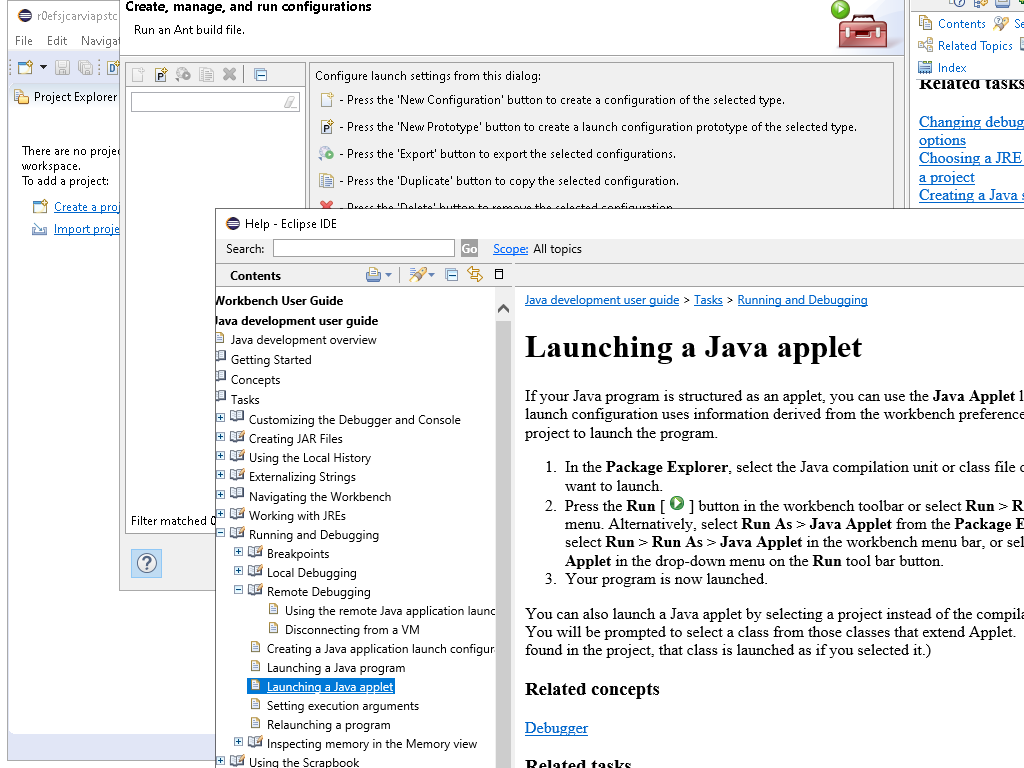 r0efsjcarviapstc
File Edit Navigat
Project Explorer
There are no projec
workspace.
To add a project:
Create a proj
Import proje
Create, manage, and run configurations
Run an Ant build file.
Configure launch settings from this dialog:
- Press the 'New Configuration' button to create a configuration of the selected type.
- Press the 'New Prototype' button to create a launch configuration prototype of the selected type.
- Press the 'Export' button to export the selected configurations.
- Press the 'Duplicate' button to copy the selected configuration.
- Press the 'Delete' button to remove the selected configuration.
Filter matched 0
Contents Se
Related Topics
Index
Related tasks
Changing debug
options
Choosing a JRE
a project
Creating a Java s
Help - Eclipse IDE
Search: Go Scope: All topics
Contents
Workbench User Guide
Java development user guide
Java development overview
Getting Started
Concepts
Tasks
Customizing the Debugger and Console
Creating JAR Files
Using the Local History
Externalizing Strings
Navigating the Workbench
Working with JREs
Running and Debugging
Breakpoints
Local Debugging
Remote Debugging
Using the remote Java application launc
Disconnecting from a VM
Creating a Java application launch configur
Launching a Java program
Launching a Java applet
Setting execution arguments
Relaunching a program
Inspecting memory in the Memory view
Using the Scrapbook
Java development user guide > Tasks > Running and Debugging
Launching a Java applet
If your Java program is structured as an applet, you can use the Java Applet l
launch configuration uses information derived from the workbench preference
project to launch the program.
1. In the Package Explorer, select the Java compilation unit or class file c
want to launch.
2. Press the Run [ ] button in the workbench toolbar or select Run > R
menu. Alternatively, select Run As > Java Applet from the Package E
select Run > Run As > Java Applet in the workbench menu bar, or sel
Applet in the drop-down menu on the Run tool bar button.
3. Your program is now launched.
You can also launch a Java applet by selecting a project instead of the compila
You will be prompted to select a class from those classes that extend Applet.
found in the project, that class is launched as if you selected it.)
Related concepts
Debugger
Related tasks